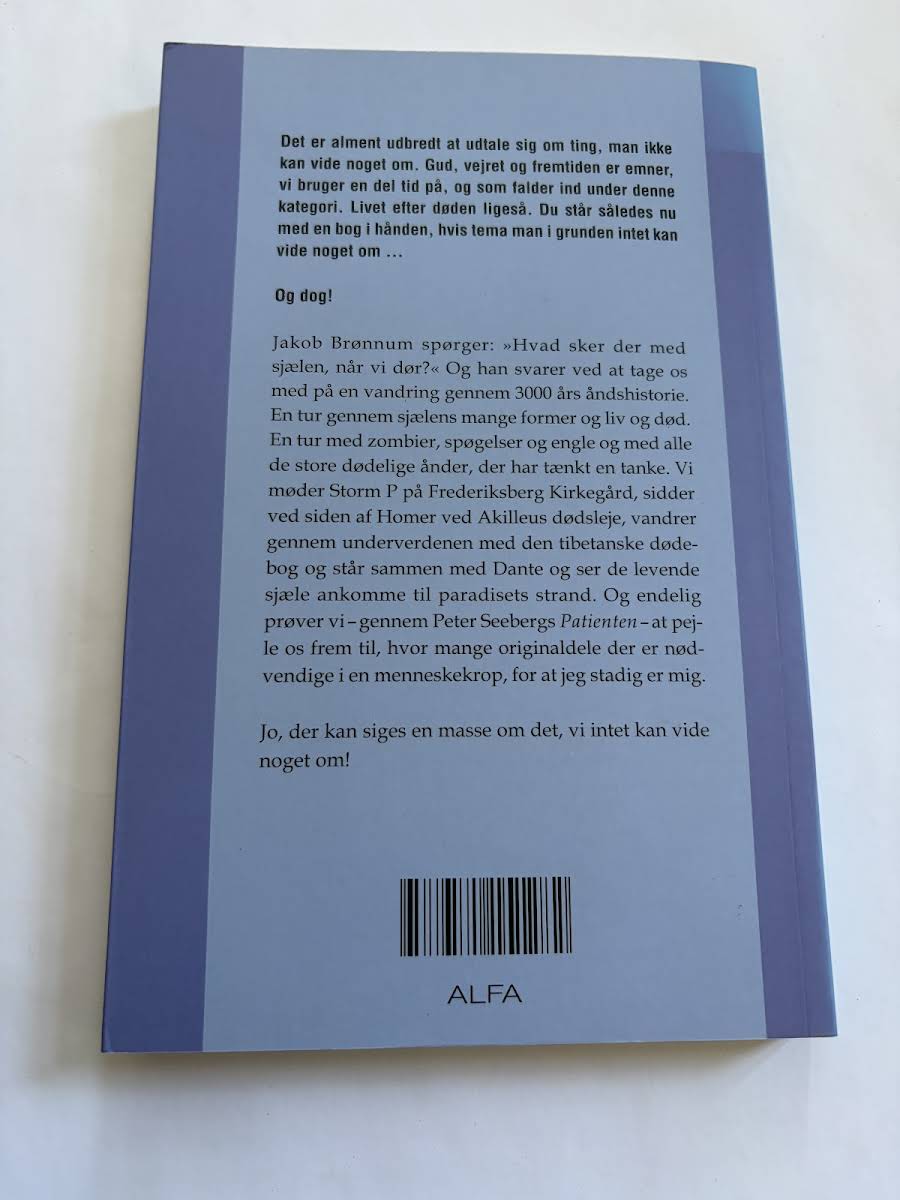 Det er alment udbredt at udtale sig om ting, man ikke
kan vide noget om. Gud, vejret og fremtiden er emner,
vi bruger en del tid på, og som falder ind under denne
kategori. Livet efter døden ligeså. Du står således nu
med en bog i hånden, hvis tema man i grunden intet kan
vide noget om ...
Og dog!
Jakob Brønnum spørger: »Hvad sker der med
sjælen, når vi dør?« Og han svarer ved at tage os
med på en vandring gennem 3000 års åndshistorie.
En tur gennem sjælens mange former og liv og død.
En tur med zombier, spøgelser og engle og med alle
de store dødelige ånder, der har tænkt en tanke. Vi
møder Storm P på Frederiksberg Kirkegård, sidder
ved siden af Homer ved Akilleus dødsleje, vandrer
gennem underverdenen med den tibetanske døde-
bog og står sammen med Dante og ser de levende
sjæle ankomme til paradisets strand. Og endelig
prøver vi – gennem Peter Seebergs Patienten – at pej-
le os frem til, hvor mange originaldele der er nød-
vendige i en menneskekrop, for at jeg stadig er mig.
Jo, der kan siges en masse om det, vi intet kan vide
noget om!
ALFA